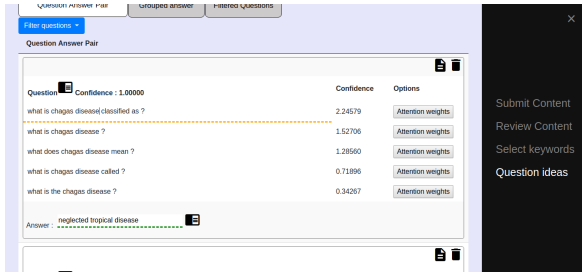 Question Answer Pair
Grouped answer
Filtered Questions
Filter questions
Question Answer Pair
Question Confidence : 1.00000
Confidence
Options
what is chagas disease classified as ?
2.24579
Attention weights
what is chagas disease ?
1.52706
Attention weights
what does chagas disease mean ?
1.28560
Attention weights
what is chagas disease called ?
0.71896
Attention weights
what is the chagas disease ?
0.34267
Attention weights
Answer : neglected tropical disease
×
Submit Content
Review Content
Select keywords
Question ideas